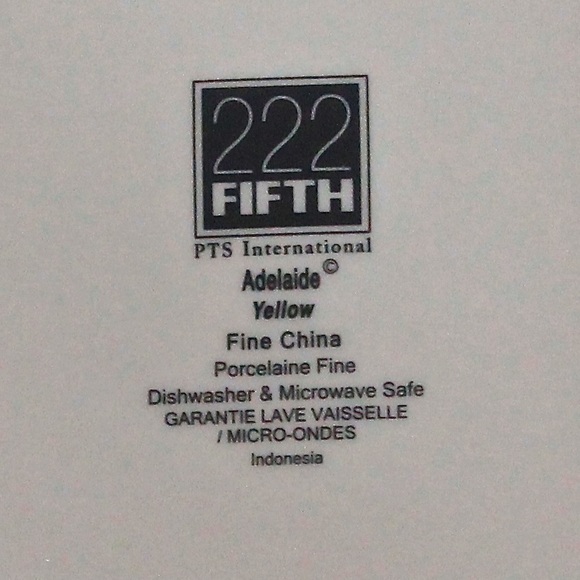 222
FIFTH
PTS International
Adelaide©
Yellow
Fine China
Porcelaine Fine
Dishwasher & Microwave Safe
GARANTIE LAVE VAISSELLE
/ MICRO-ONDES
Indonesia